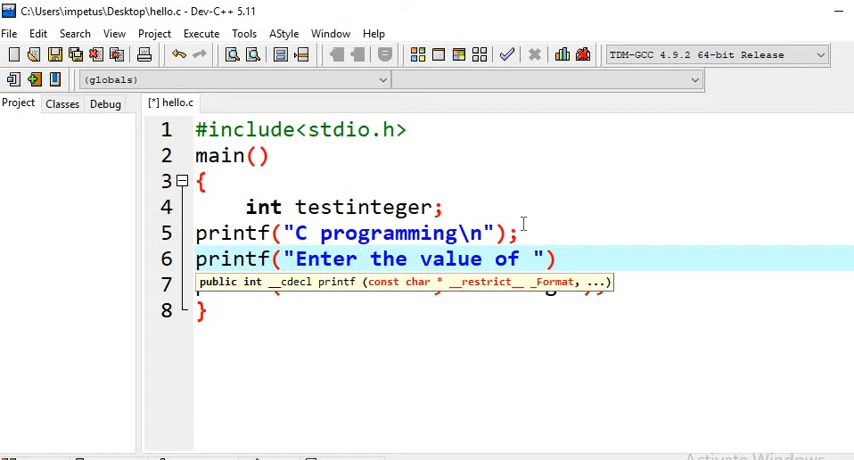 C:\Users\impetus\Desktop\hello.c - Dev-C++ 5.11
File Edit Search View Project Execute Tools AStyle Window Help
TDM-GCC 4.9.2 64-bit Release
(globals)
Project Classes Debug [*] hello.c
1 #include<stdio.h>
2 main()
3 {
4 int testinteger;
5 printf("C programming\n");
6 printf("Enter the value of ")
public int __cdecl printf (const char * __restrict__ _Format, ...)
7
8 }
Activate Windows